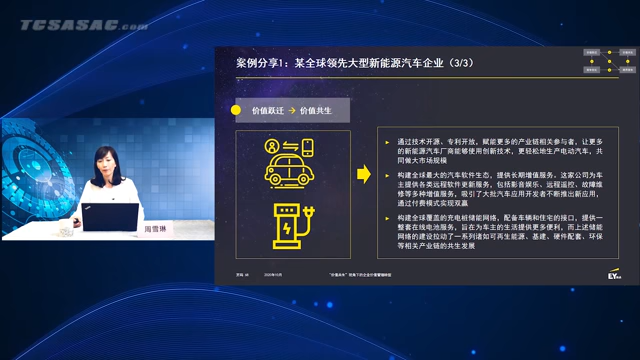 TCSASAC.com
案例分享1：某全球领先大型新能源汽车企业（3/3）
价值跃迁 → 价值共生
通过技术开源、专利开放，赋能更多的产业链相关参与者，让更
多的新能源汽车厂商能够使用创新技术，更轻松地生产电动汽车，共
同做大市场规模
构建全球最大的汽车软件生态，提供长期增值服务。这家公司为车
主提供各类远程软件更新服务，包括影音娱乐、远程监控、故障维
修等多种增值服务，吸引了大批汽车应用开发者不断推出新应用，
通过付费模式实现双赢
构建全球覆盖的充电桩储能网络，配备车辆和住宅的接口，提供一
整套在线电池服务，旨在为车主的生活提供更多便利，而上述储能
网络的建设拉动了一系列诸如可再生能源、基建、硬件配套、环保
等相关产业链的共生发展
周雪琳
2020年10月
EY